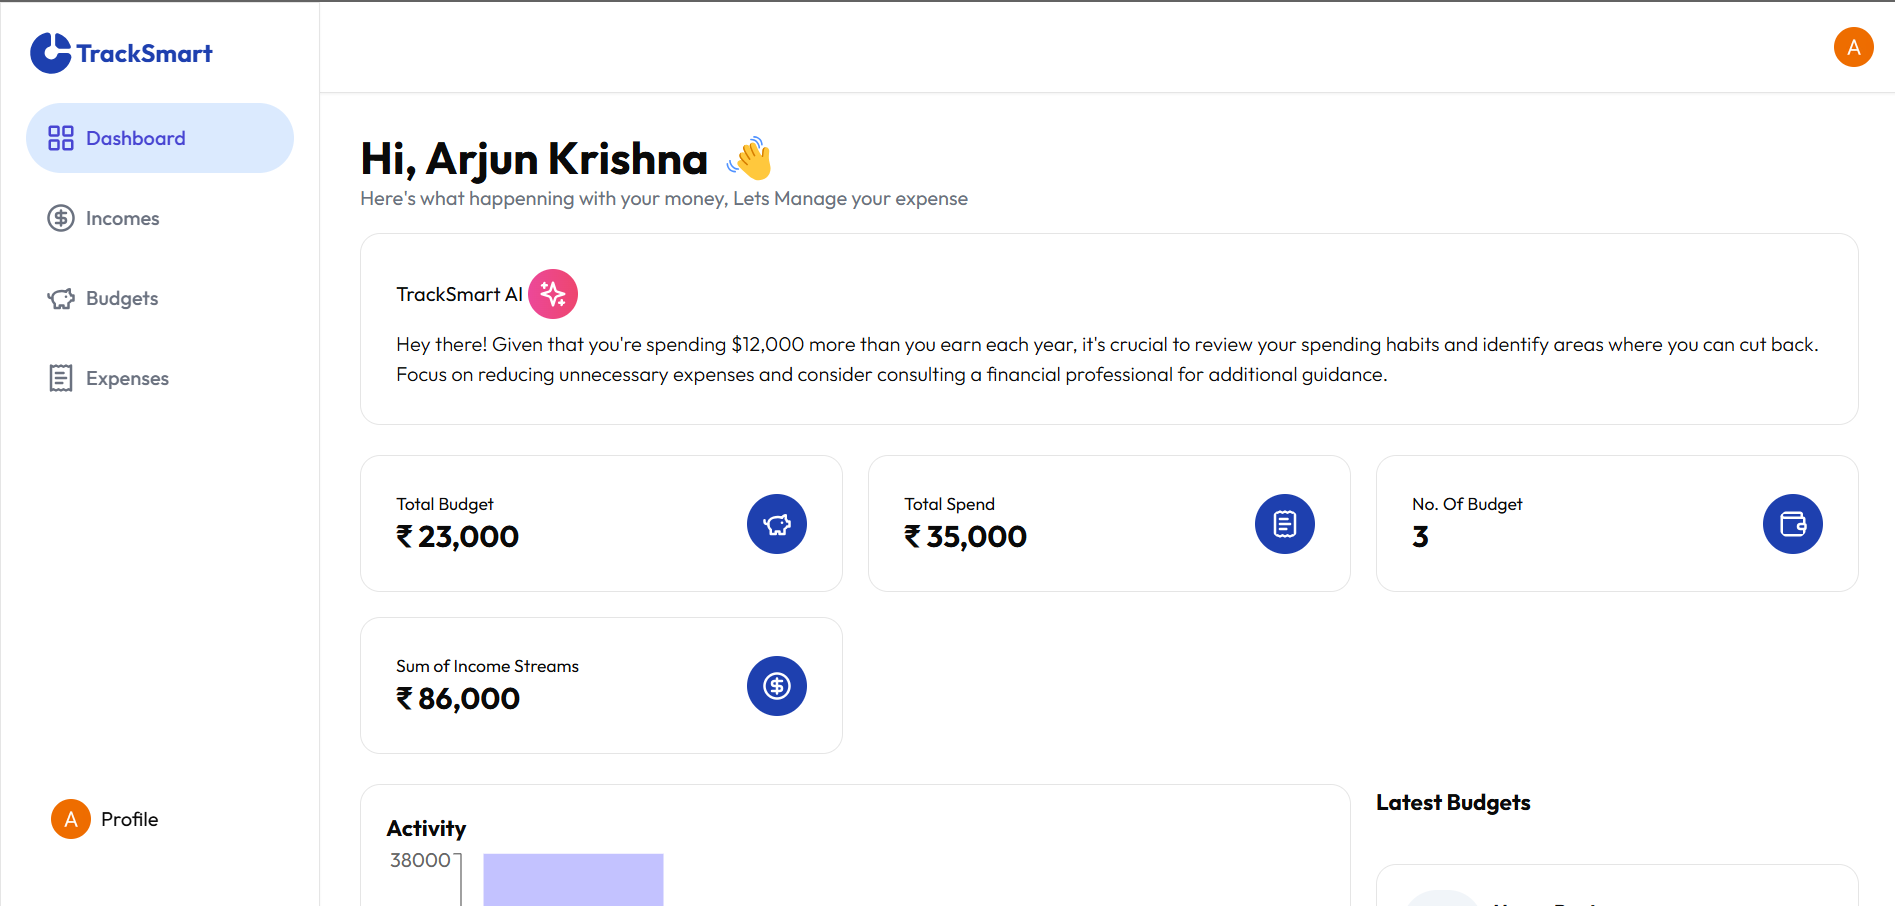 TrackSmart
A
Dashboard
Incomes
Budgets
Expenses
A Profile
Hi, Arjun Krishna 👋
Here's what happenning with your money, Lets Manage your expense
TrackSmart AI
Hey there! Given that you're spending $12,000 more than you earn each year, it's crucial to review your spending habits and identify areas where you can cut back.
Focus on reducing unnecessary expenses and consider consulting a financial professional for additional guidance.
Total Budget
₹ 23,000
Total Spend
₹ 35,000
No. Of Budget
3
Sum of Income Streams
₹ 86,000
Activity
38000
Latest Budgets